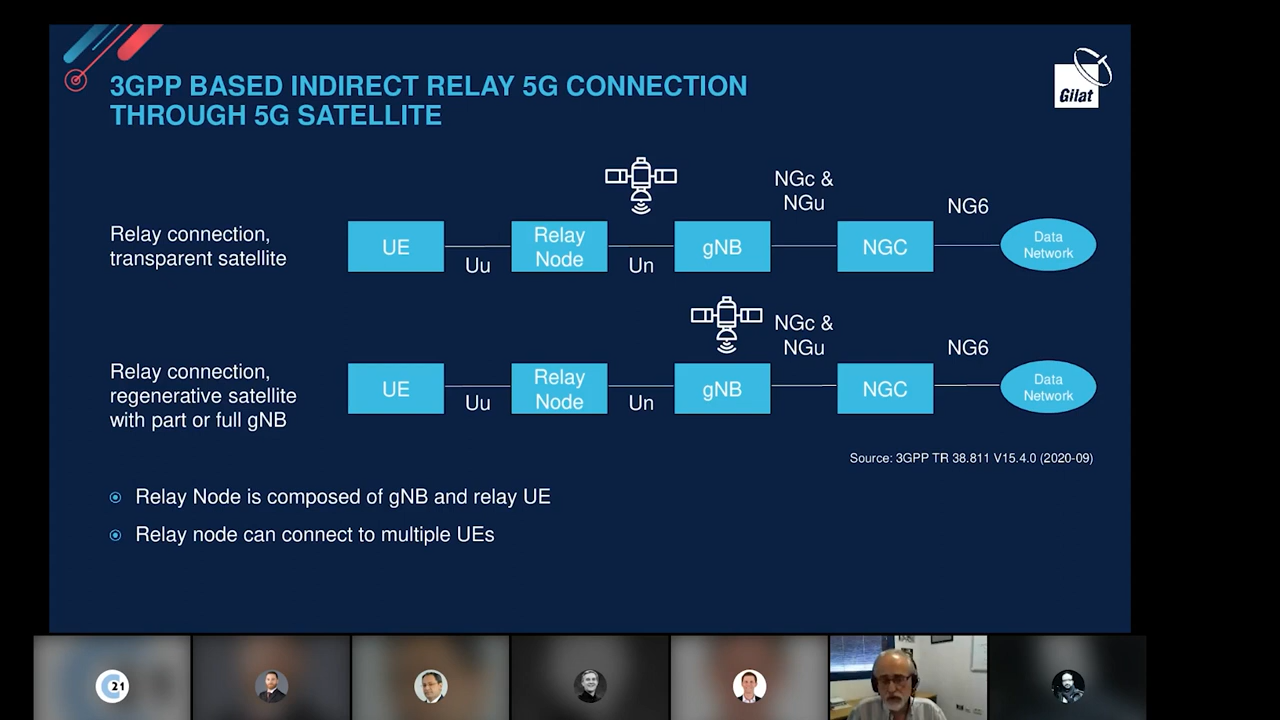 3GPP BASED INDIRECT RELAY 5G CONNECTION
THROUGH 5G SATELLITE
Gilat
Relay connection,
transparent satellite
UE
Uu
Relay
Node
Un
gNB
NGc &
NGu
NGC
NG6
Data
Network
Relay connection,
regenerative satellite
with part or full gNB
UE
Uu
Relay
Node
Un
gNB
NGc &
NGu
NGC
NG6
Data
Network
Source: 3GPP TR 38.811 V15.4.0 (2020-09)
Relay Node is composed of gNB and relay UE
Relay node can connect to multiple UEs
C21